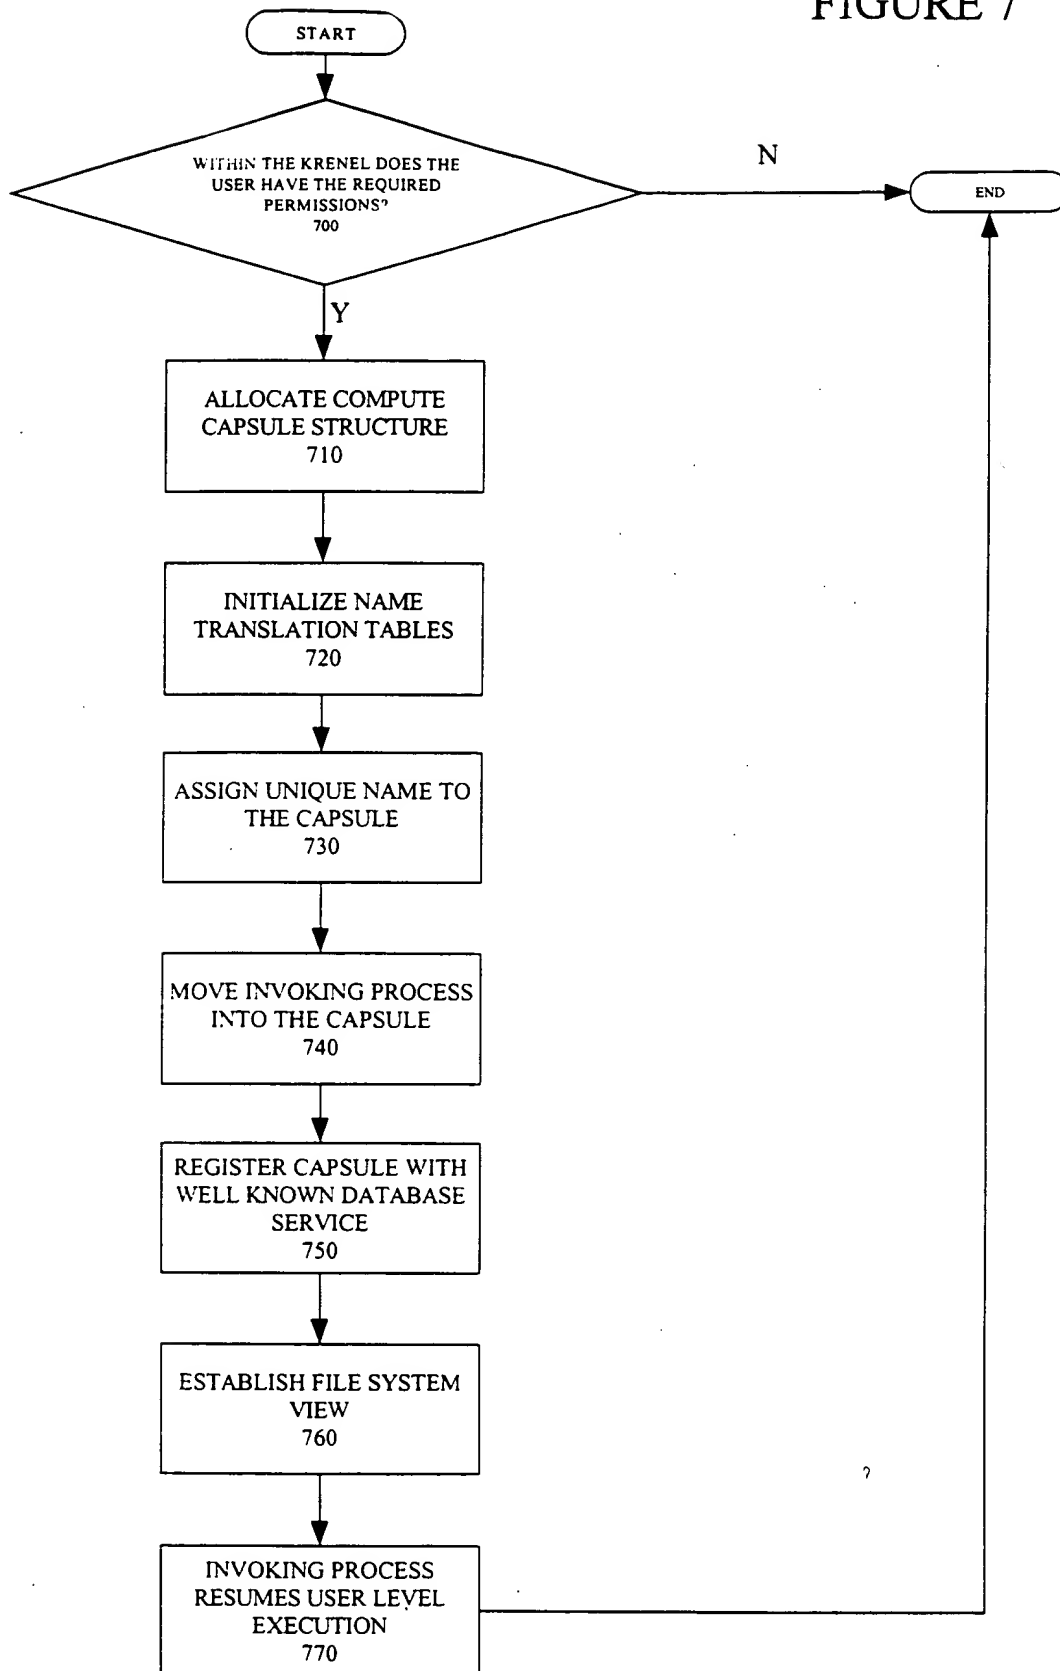 FIGURE 7
START
WITHIN THE KRENEL DOES THE
USER HAVE THE REQUIRED
PERMISSIONS?
700
N
END
Y
ALLOCATE COMPUTE
CAPSULE STRUCTURE
710
INITIALIZE NAME
TRANSLATION TABLES
720
ASSIGN UNIQUE NAME TO
THE CAPSULE
730
MOVE INVOKING PROCESS
INTO THE CAPSULE
740
REGISTER CAPSULE WITH
WELL KNOWN DATABASE
SERVICE
750
ESTABLISH FILE SYSTEM
VIEW
760
INVOKING PROCESS
RESUMES USER LEVEL
EXECUTION
770